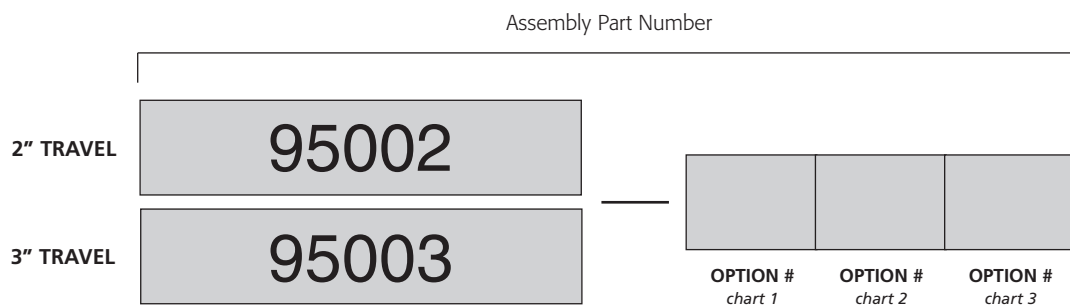 Assembly Part Number
2″ TRAVEL
95002
3″ TRAVEL
95003
OPTION # OPTION # OPTION #
chart 1 chart 2 chart 3